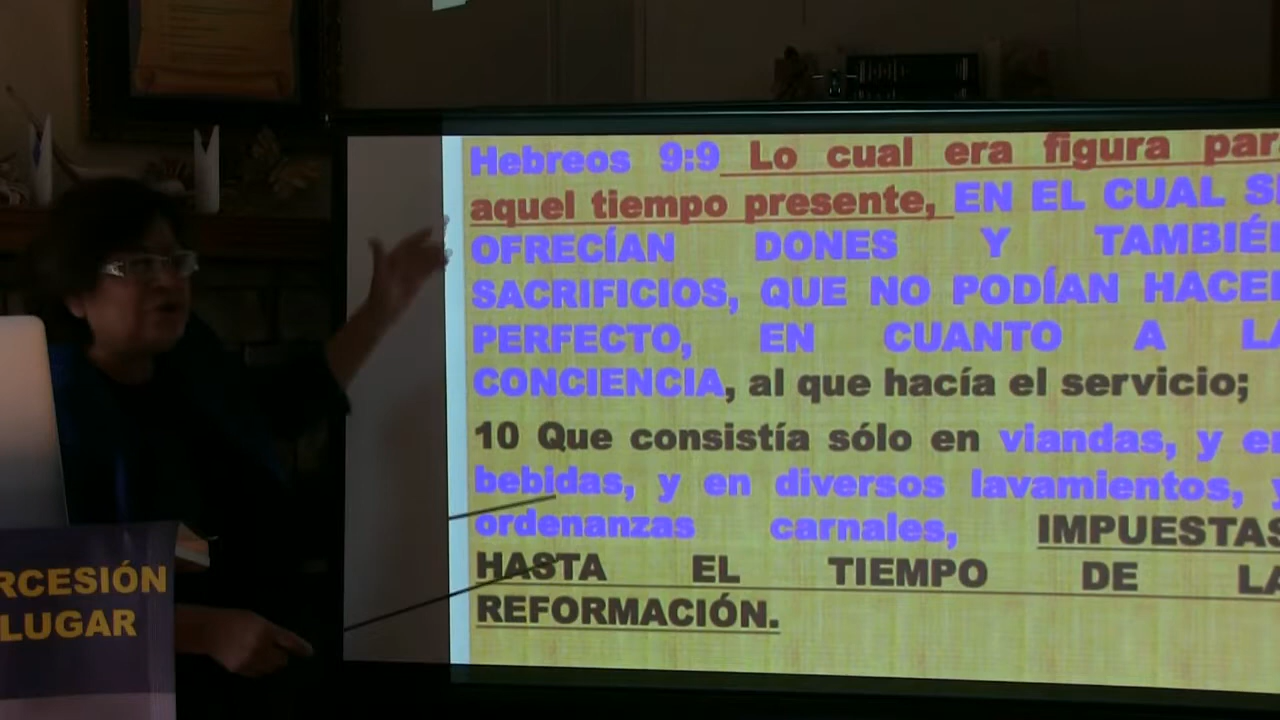 Hebreos 9:9 Lo cual era figura par
aquel tiempo presente, EN EL CUAL S
OFRECÍAN DONES Y TAMBIÉ
SACRIFICIOS, QUE NO PODÍAN HACE
PERFECTO, EN CUANTO A LA
CONCIENCIA, al que hacía el servicio;
10 Que consistía sólo en viandas, y e
bebidas, y en diversos lavamientos, y
ordenanzas carnales, IMPUESTAS
HASTA EL TIEMPO DE LA
REFORMACIÓN.
RCESIÓN
LUGAR